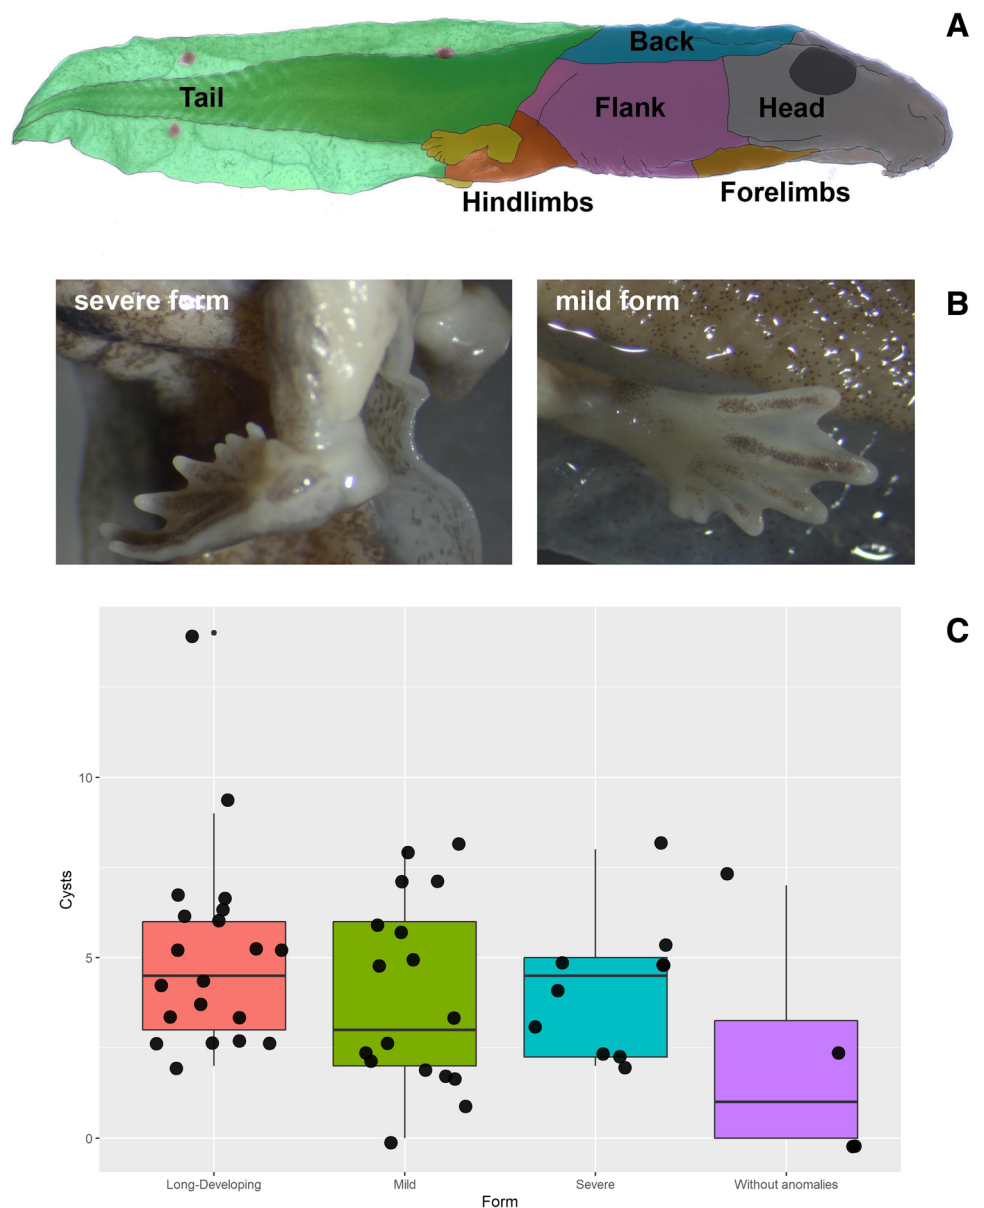 A
Back
Tail
Flank
Head
Hindlimbs
Forelimbs
severe form
mild form
B
C
10
5
0
Cysts
Long-Developing
Mild
Severe
Without anomalies
Form